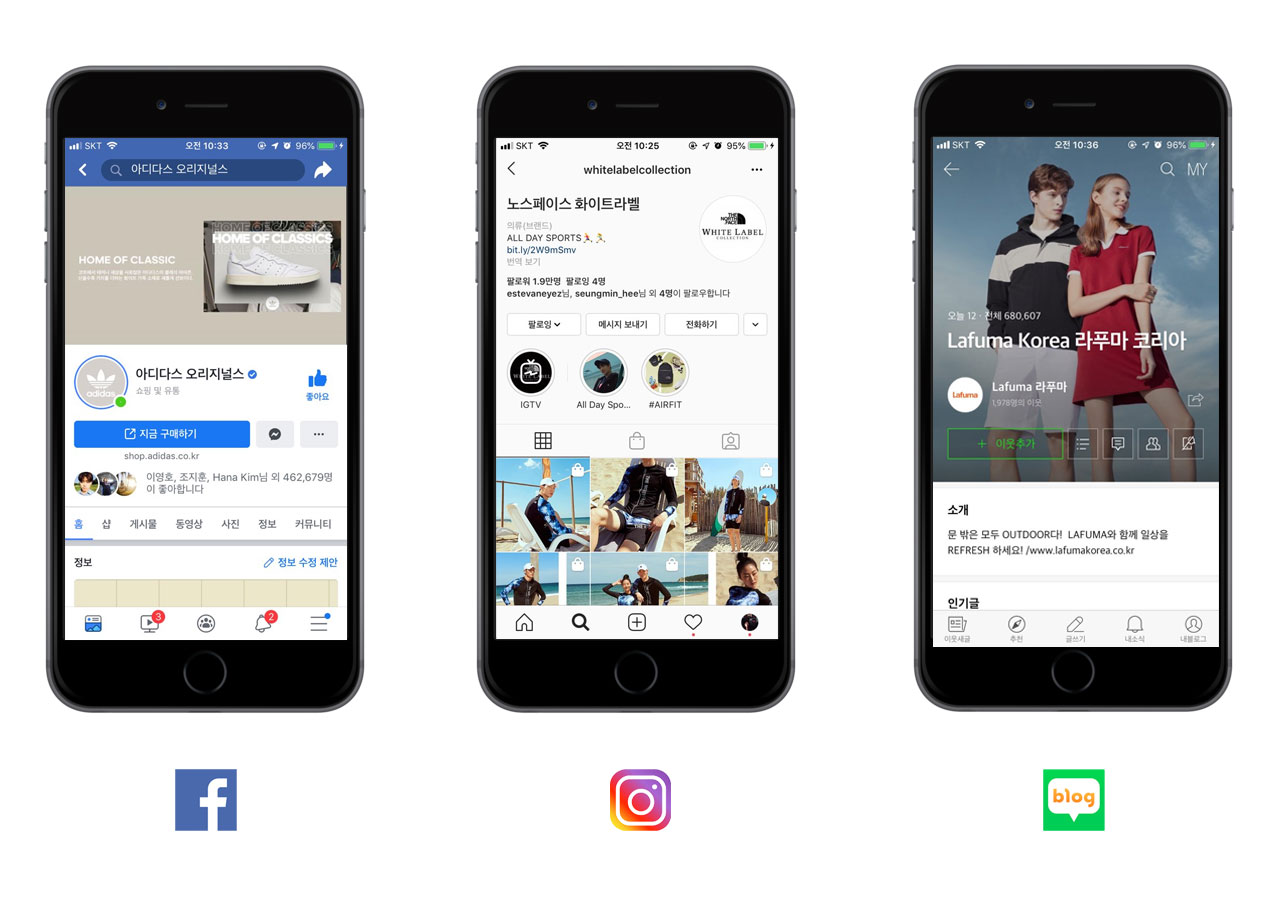 SKT 오전 10:33 96%
아디다스 오리지널스
HOME OF CLASSICS
HOME OF CLASSICS
HOME OF CLASSIC
아디다스 오리지널스
adidas
쇼핑 및 유통
좋아요
지금 구매하기
shop.adidas.co.kr
이영호, 조지훈, Hana Kim님 외 462,679명
이 좋아합니다
홈 샵 게시물 동영상 사진 정보 커뮤니티
정보 정보 수정 제안
3 2
SKT 오전 10:25 95%
whitelabelcollection
노스페이스 화이트라벨
의류(브랜드)
ALL DAY SPORTS
bit.ly/2W9mSmv
번역 보기
THE NORTH FACE
WHITE LABEL
COLLECTION
팔로워 1.9만명 팔로잉 4명
estevaneyez님, seungmin_hee님 외 4명이 팔로우합니다
팔로잉 메시지 보내기 전화하기
IGTV All Day Spo... #AIRFIT
SKT 오전 10:36 96%
MY
오늘 12 · 전체 680,607
Lafuma Korea 라푸마 코리아
Lafuma
Lafuma 라푸마
1,978명의 이웃
+ 이웃추가
소개
문 밖은 모두 OUTDOOR다! LAFUMA와 함께 일상을
REFRESH 하세요! /www.lafumakorea.co.kr
인기글
이웃새글 추천 글쓰기 내소식 내블로그
f
blog